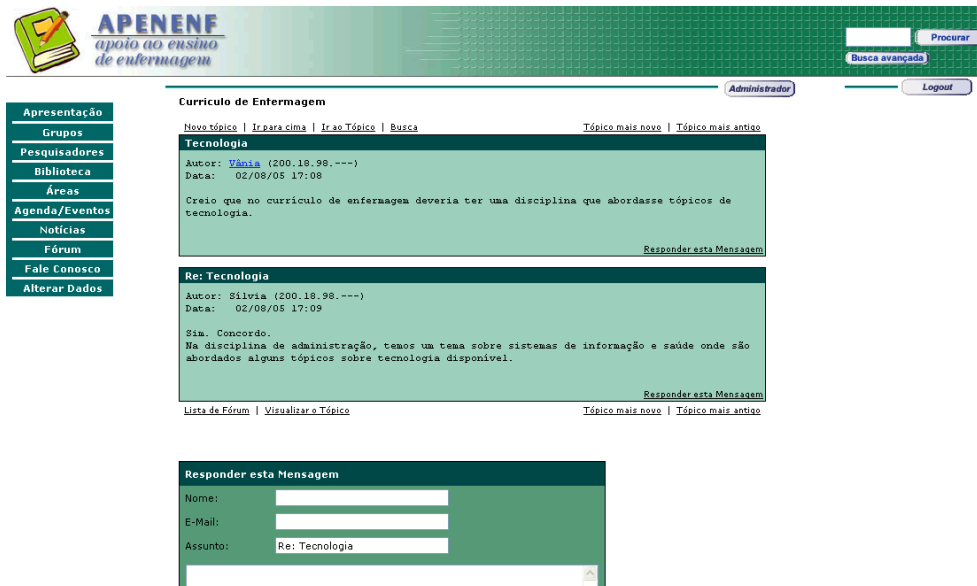 APENENF
apoio ao ensino
de enfermagem
Procurar
Busca avançada
Administrador
Logout
Apresentação
Grupos
Pesquisadores
Biblioteca
Áreas
Agenda/Eventos
Notícias
Fórum
Fale Conosco
Alterar Dados
Curriculo de Enfermagem
Novo tópico | Ir para cima | Ir ao Tópico | Busca
Tópico mais novo | Tópico mais antigo
Tecnologia
Autor: Vânia (200.18.98.---)
Data: 02/08/05 17:08
Creio que no currículo de enfermagem deveria ter uma disciplina que abordasse tópicos de
tecnologia.
Responder esta Mensagem
Re: Tecnologia
Autor: Sílvia (200.18.98.---)
Data: 02/08/05 17:09
Sim. Concordo.
Na disciplina de administração, temos um tema sobre sistemas de informação e saúde onde são
abordados alguns tópicos sobre tecnologia disponível.
Responder esta Mensagem
Lista de Fórum | Visualizar o Tópico
Tópico mais novo | Tópico mais antigo
Responder esta Mensagem
Nome:
E-Mail:
Assunto: Re: Tecnologia